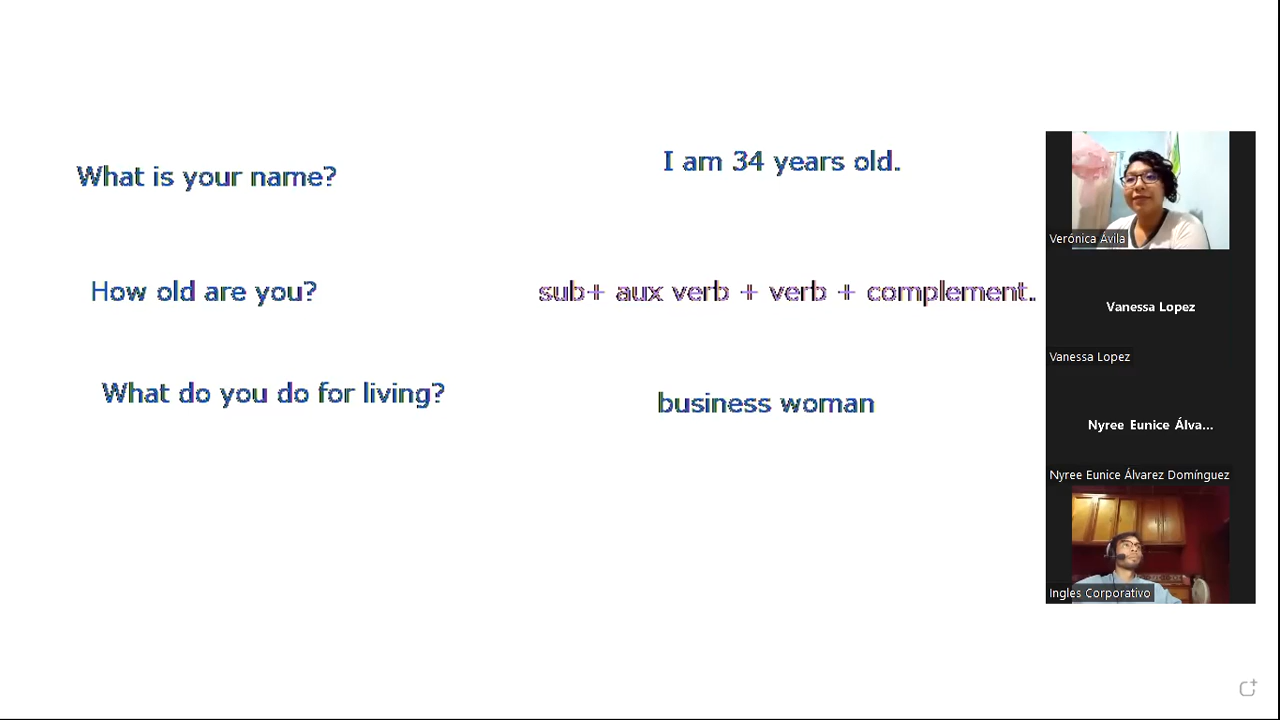 What is your name?
I am 34 years old.
How old are you?
sub+ aux verb + verb + complement.
What do you do for living?
business woman
Verónica Ávila
Vanessa Lopez
Vanessa Lopez
Nyree Eunice Álva...
Nyree Eunice Álvarez Domínguez
Ingles Corporativo